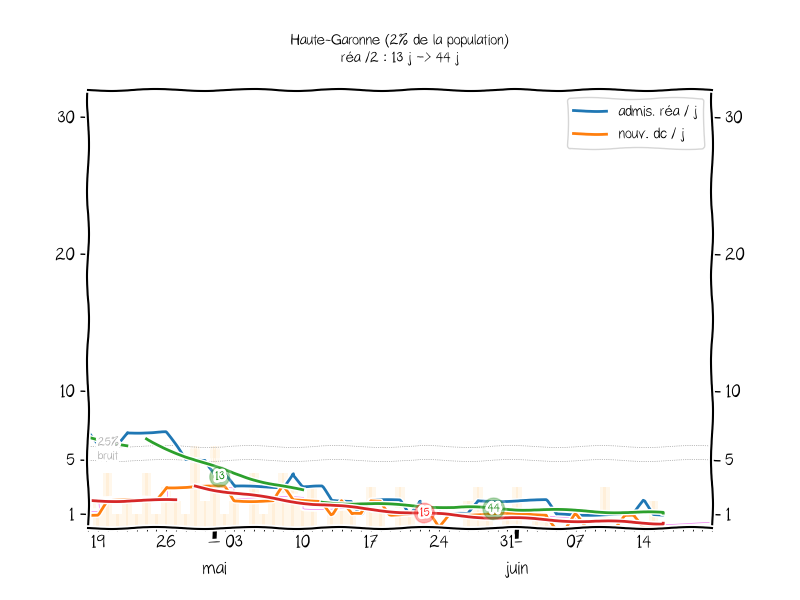 Haute-Garonne (2% de la population)
réa /2 : 13 j -> 44 j
admis. réa / j
nouv. dc / j
30
30
20
20
10
10
5
5
1
1
25%
bruit
13
15
44
19 26 03 10 17 24 31 07 14
mai juin